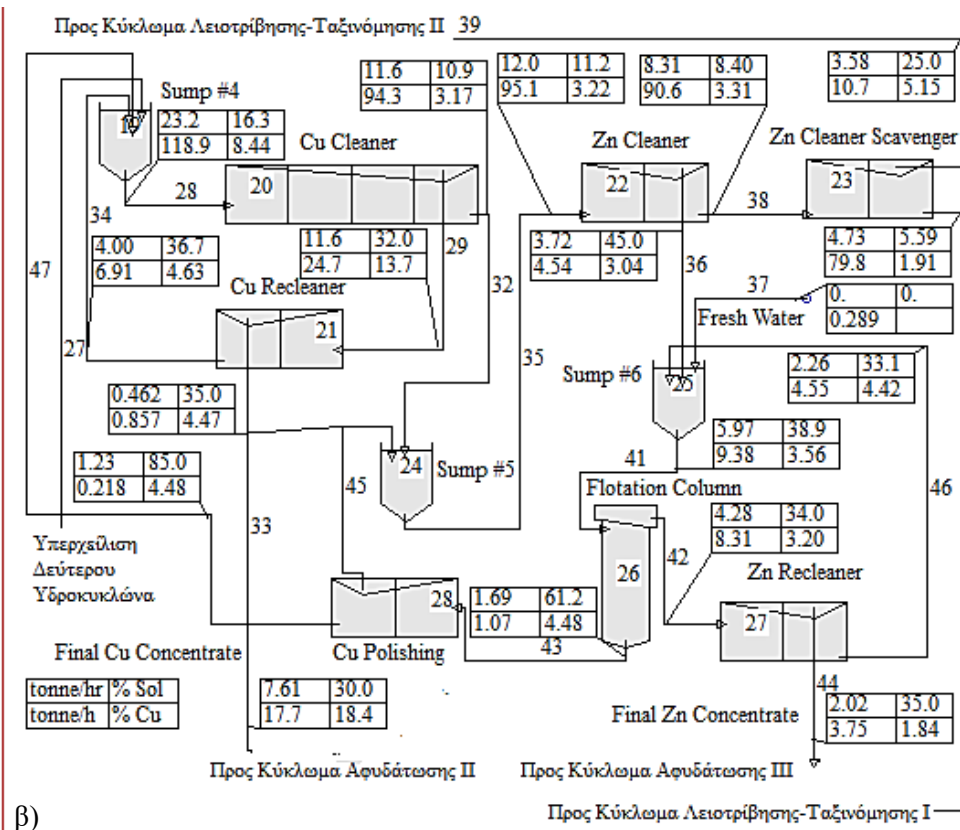 Προς Κύκλωμα Λειοτρίβησης-Ταξινόμησης II 39
11.6 10.9
94.3 3.17
12.0 11.2
95.1 3.22
8.31 8.40
90.6 3.31
3.58 25.0
10.7 5.15
Sump #4
19
23.2 16.3
118.9 8.44
Cu Cleaner
Zn Cleaner
Zn Cleaner Scavenger
28
20
22
38
23
34
29
47
4.00 36.7
6.91 4.63
11.6 32.0
24.7 13.7
32
3.72 45.0
4.54 3.04
36
4.73 5.59
79.8 1.91
37
0. 0.
0.289
Fresh Water
Cu Recleaner
21
27
35
Sump #6
25
2.26 33.1
4.55 4.42
0.462 35.0
0.857 4.47
5.97 38.9
9.38 3.56
24
Sump #5
41
46
1.23 85.0
0.218 4.48
45
Flotation Column
33
4.28 34.0
8.31 3.20
42
26
Υπερχείλιση
Δεύτερου
Υδροκυκλώνα
Zn Recleaner
28
1.69 61.2
1.07 4.48
27
43
Final Cu Concentrate
Cu Polishing
44
tonne/hr % Sol
tonne/h % Cu
7.61 30.0
17.7 18.4
Final Zn Concentrate
2.02 35.0
3.75 1.84
Προς Κύκλωμα Αφυδάτωσης II
Προς Κύκλωμα Αφυδάτωσης III
β)
Προς Κύκλωμα Λειοτρίβησης-Ταξινόμησης I